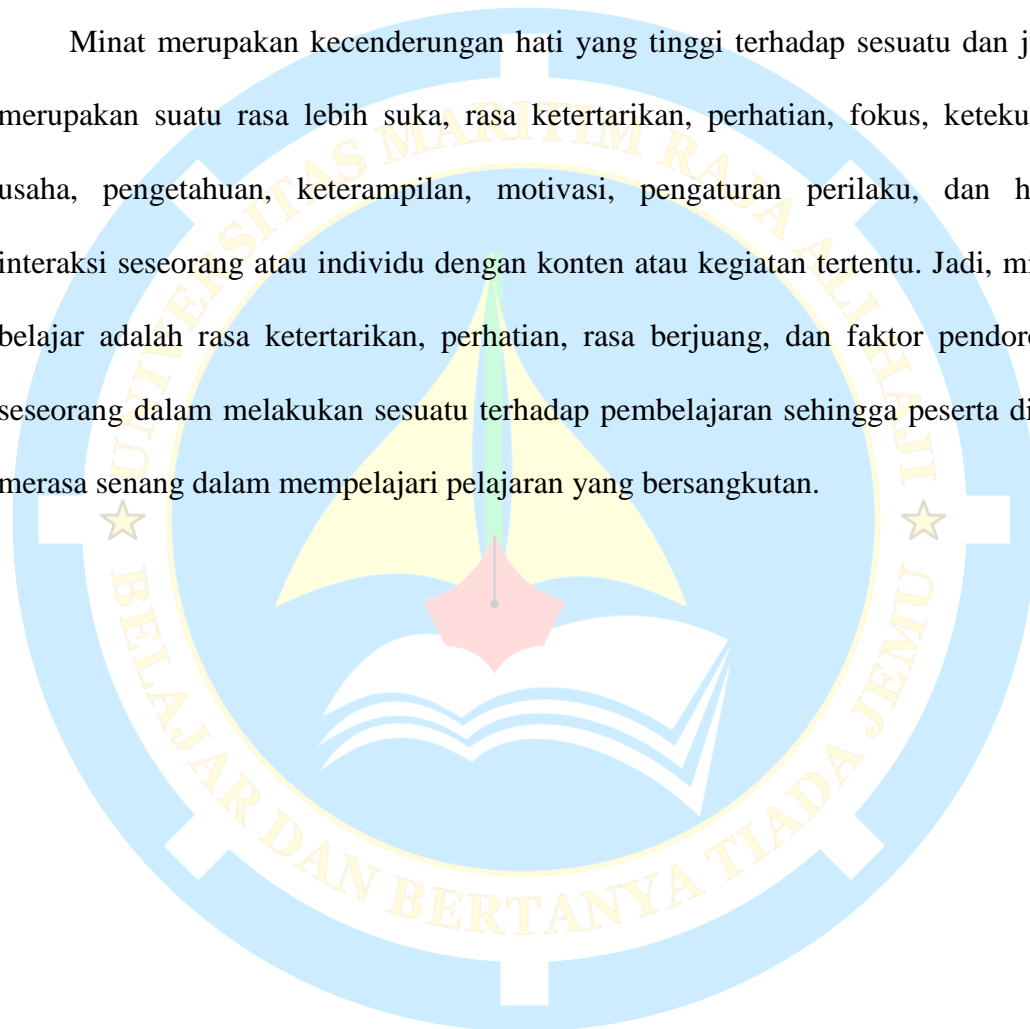 Minat merupakan kecenderungan hati yang tinggi terhadap sesuatu dan j
merupakan suatu rasa lebih suka, rasa ketertarikan, perhatian, fokus, keteku
usaha, pengetahuan, keterampilan, motivasi, pengaturan perilaku, dan h
interaksi seseorang atau individu dengan konten atau kegiatan tertentu. Jadi, mi
belajar adalah rasa ketertarikan, perhatian, rasa berjuang, dan faktor pendoro
seseorang dalam melakukan sesuatu terhadap pembelajaran sehingga peserta di
merasa senang dalam mempelajari pelajaran yang bersangkutan.
UNIVERSITAS MARITIM RAJA ALI HAJI
BELAJAR DAN BERTANYA TIADA JEMU